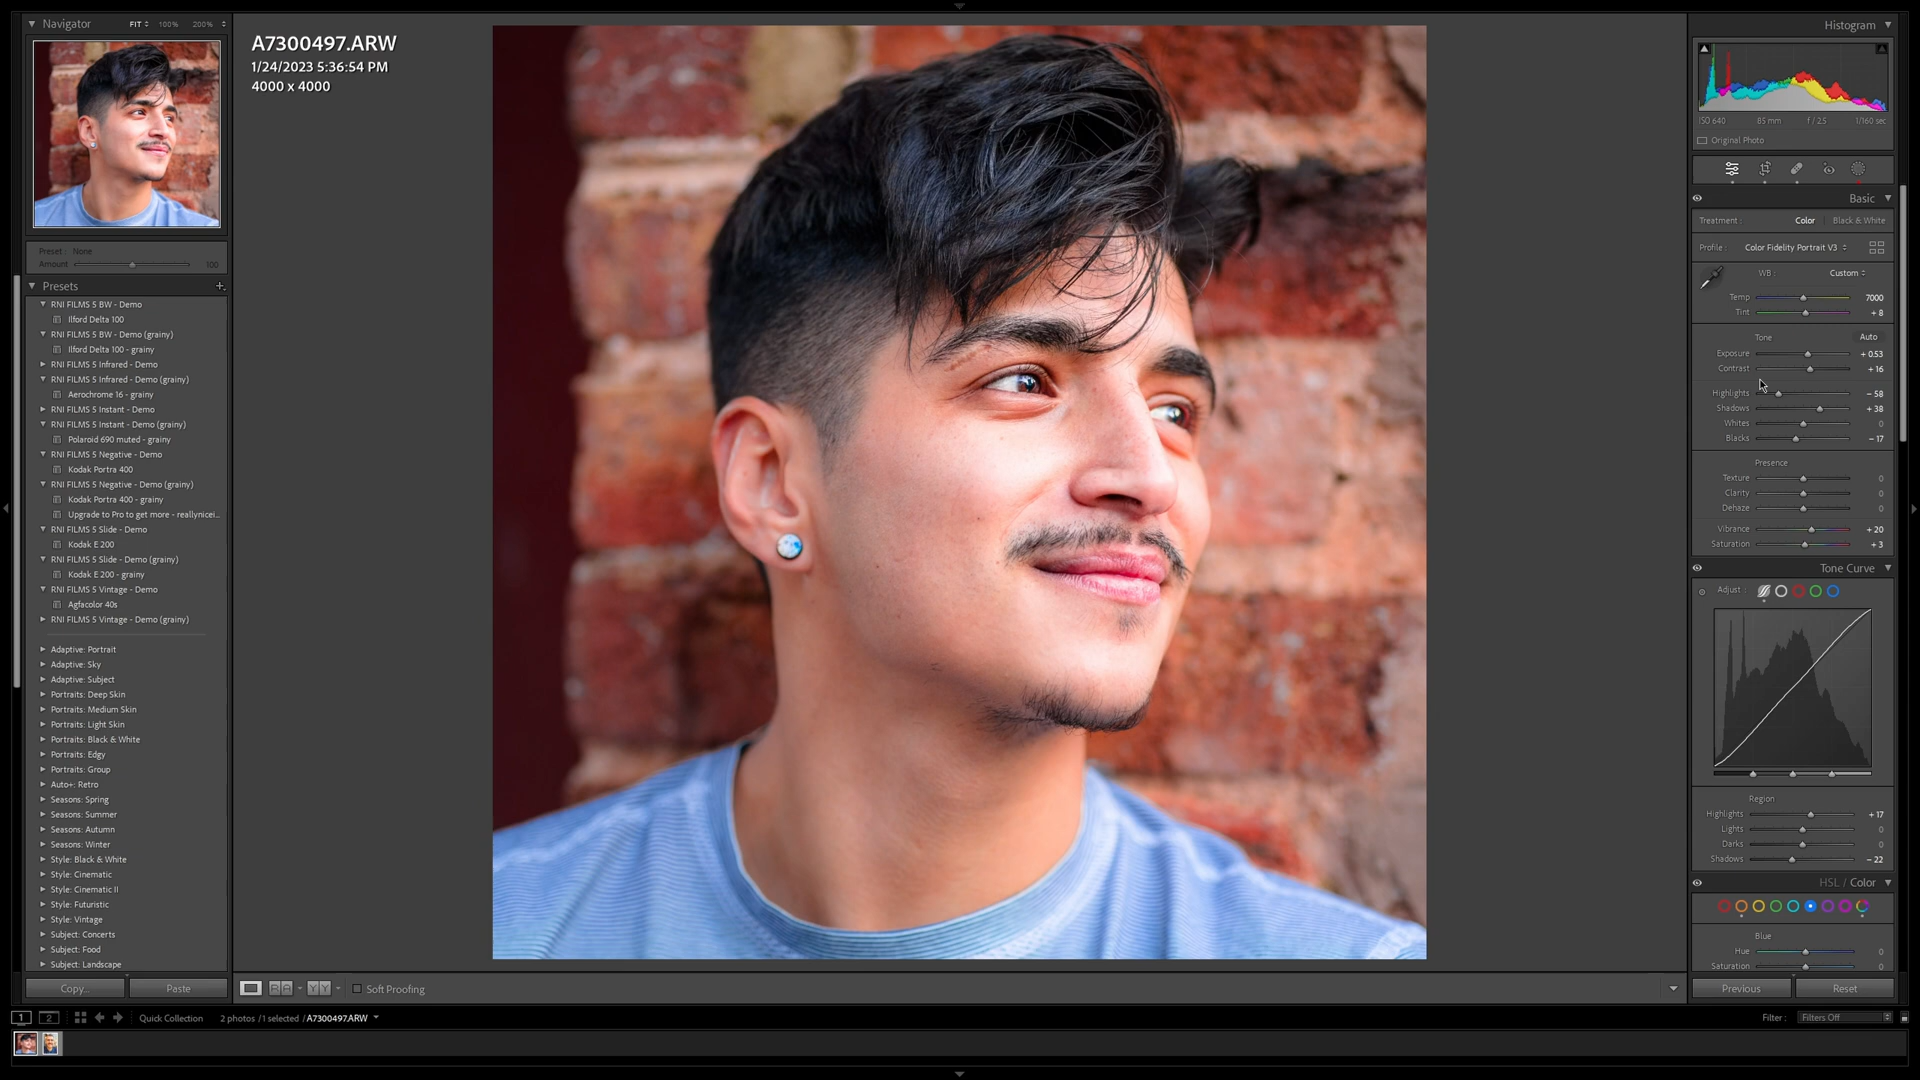 Navigator
FIT 100% 200%
A7300497.ARW
1/24/2023 5:36:54 PM
4000 x 4000
Preset : None
Amount 100
Presets
RNI FILMS 5 BW - Demo
Ilford Delta 100
RNI FILMS 5 BW - Demo (grainy)
Ilford Delta 100 - grainy
RNI FILMS 5 Infrared - Demo
RNI FILMS 5 Infrared - Demo (grainy)
Aerochrome 16 - grainy
RNI FILMS 5 Instant - Demo
RNI FILMS 5 Instant - Demo (grainy)
Polaroid 690 muted - grainy
RNI FILMS 5 Negative - Demo
Kodak Portra 400
RNI FILMS 5 Negative - Demo (grainy)
Kodak Portra 400 - grainy
Upgrade to Pro to get more - reallynicei...
RNI FILMS 5 Slide - Demo
Kodak E 200
RNI FILMS 5 Slide - Demo (grainy)
Kodak E 200 - grainy
RNI FILMS 5 Vintage - Demo
Agfacolor 40s
RNI FILMS 5 Vintage - Demo (grainy)
Adaptive: Portrait
Adaptive: Sky
Adaptive: Subject
Portraits: Deep Skin
Portraits: Medium Skin
Portraits: Light Skin
Portraits: Black & White
Portraits: Edgy
Portraits: Group
Auto+: Retro
Seasons: Spring
Seasons: Summer
Seasons: Autumn
Seasons: Winter
Style: Black & White
Style: Cinematic
Style: Cinematic II
Style: Futuristic
Style: Vintage
Subject: Concerts
Subject: Food
Subject: Landscape
Copy... Paste
Soft Proofing
Histogram
ISO 640 85 mm f / 2.5 1/160 sec
Original Photo
Basic
Treatment : Color Black & White
Profile : Color Fidelity Portrait V3
WB : Custom
Temp 7000
Tint + 8
Tone Auto
Exposure + 0.53
Contrast + 16
Highlights - 58
Shadows + 38
Whites 0
Blacks - 17
Presence
Texture 0
Clarity 0
Dehaze 0
Vibrance + 20
Saturation + 3
Tone Curve
Adjust :
Region
Highlights + 17
Lights 0
Darks 0
Shadows - 22
HSL / Color
Blue
Hue 0
Saturation 0
Previous Reset
1 2 Quick Collection 2 photos / 1 selected / A7300497.ARW
Filter : Filters Off